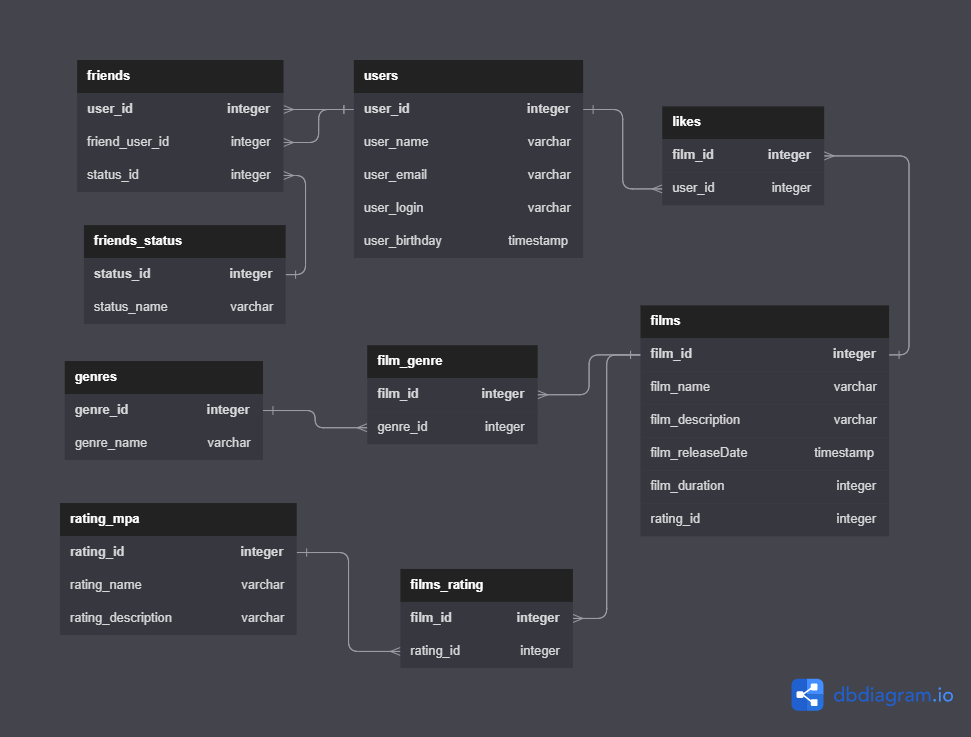 friends
user_id integer
friend_user_id integer
status_id integer
users
user_id integer
user_name varchar
user_email varchar
user_login varchar
user_birthday timestamp
likes
film_id integer
user_id integer
friends_status
status_id integer
status_name varchar
films
film_id integer
film_name varchar
film_description varchar
film_releaseDate timestamp
film_duration integer
rating_id integer
film_genre
film_id integer
genre_id integer
genres
genre_id integer
genre_name varchar
rating_mpa
rating_id integer
rating_name varchar
rating_description varchar
films_rating
film_id integer
rating_id integer
dbdiagram.io